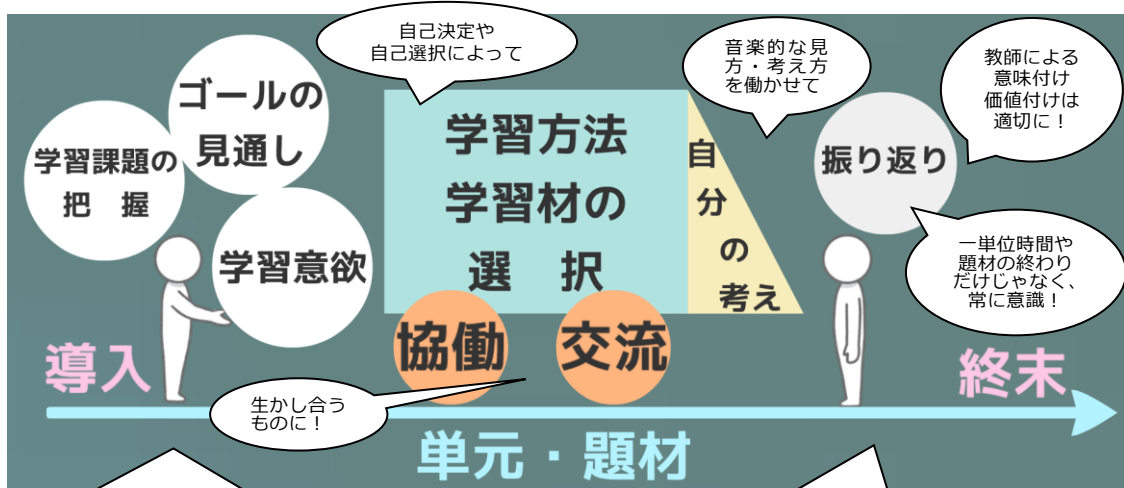 自己決定や
自己選択によって
音楽的な見
方・考え方
を働かせて
教師による
意味付け
価値付けは
適切に！
ゴールの
見通し
学習課題の
把　握
学習意欲
学習方法
学習材の
選　択
自
分
の
考え
振り返り
一単位時間や
題材の終わり
だけじゃなく、
常に意識！
協働
交流
導入
終末
生かし合う
ものに！
単元・題材